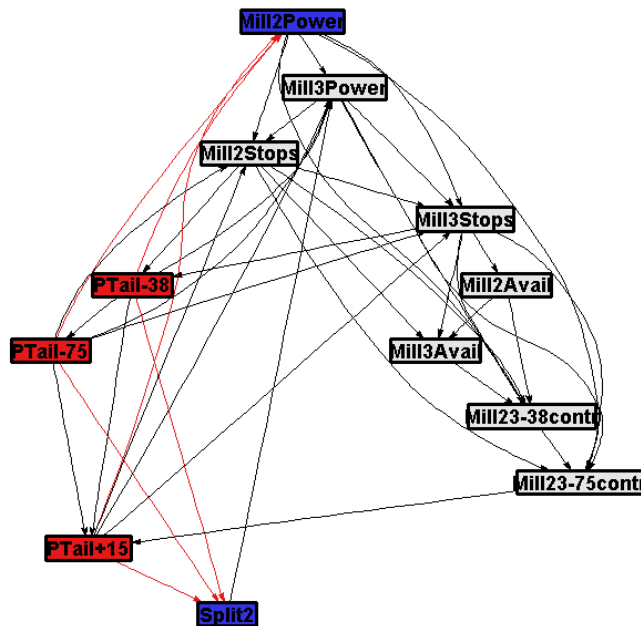 Mill2Power
Mill3Power
Mill2Stops
Mill3Stops
PTail-38
Mill2Avail
PTail-75
Mill3Avail
Mill23-38contr
Mill23-75contr
PTail+15
Split2